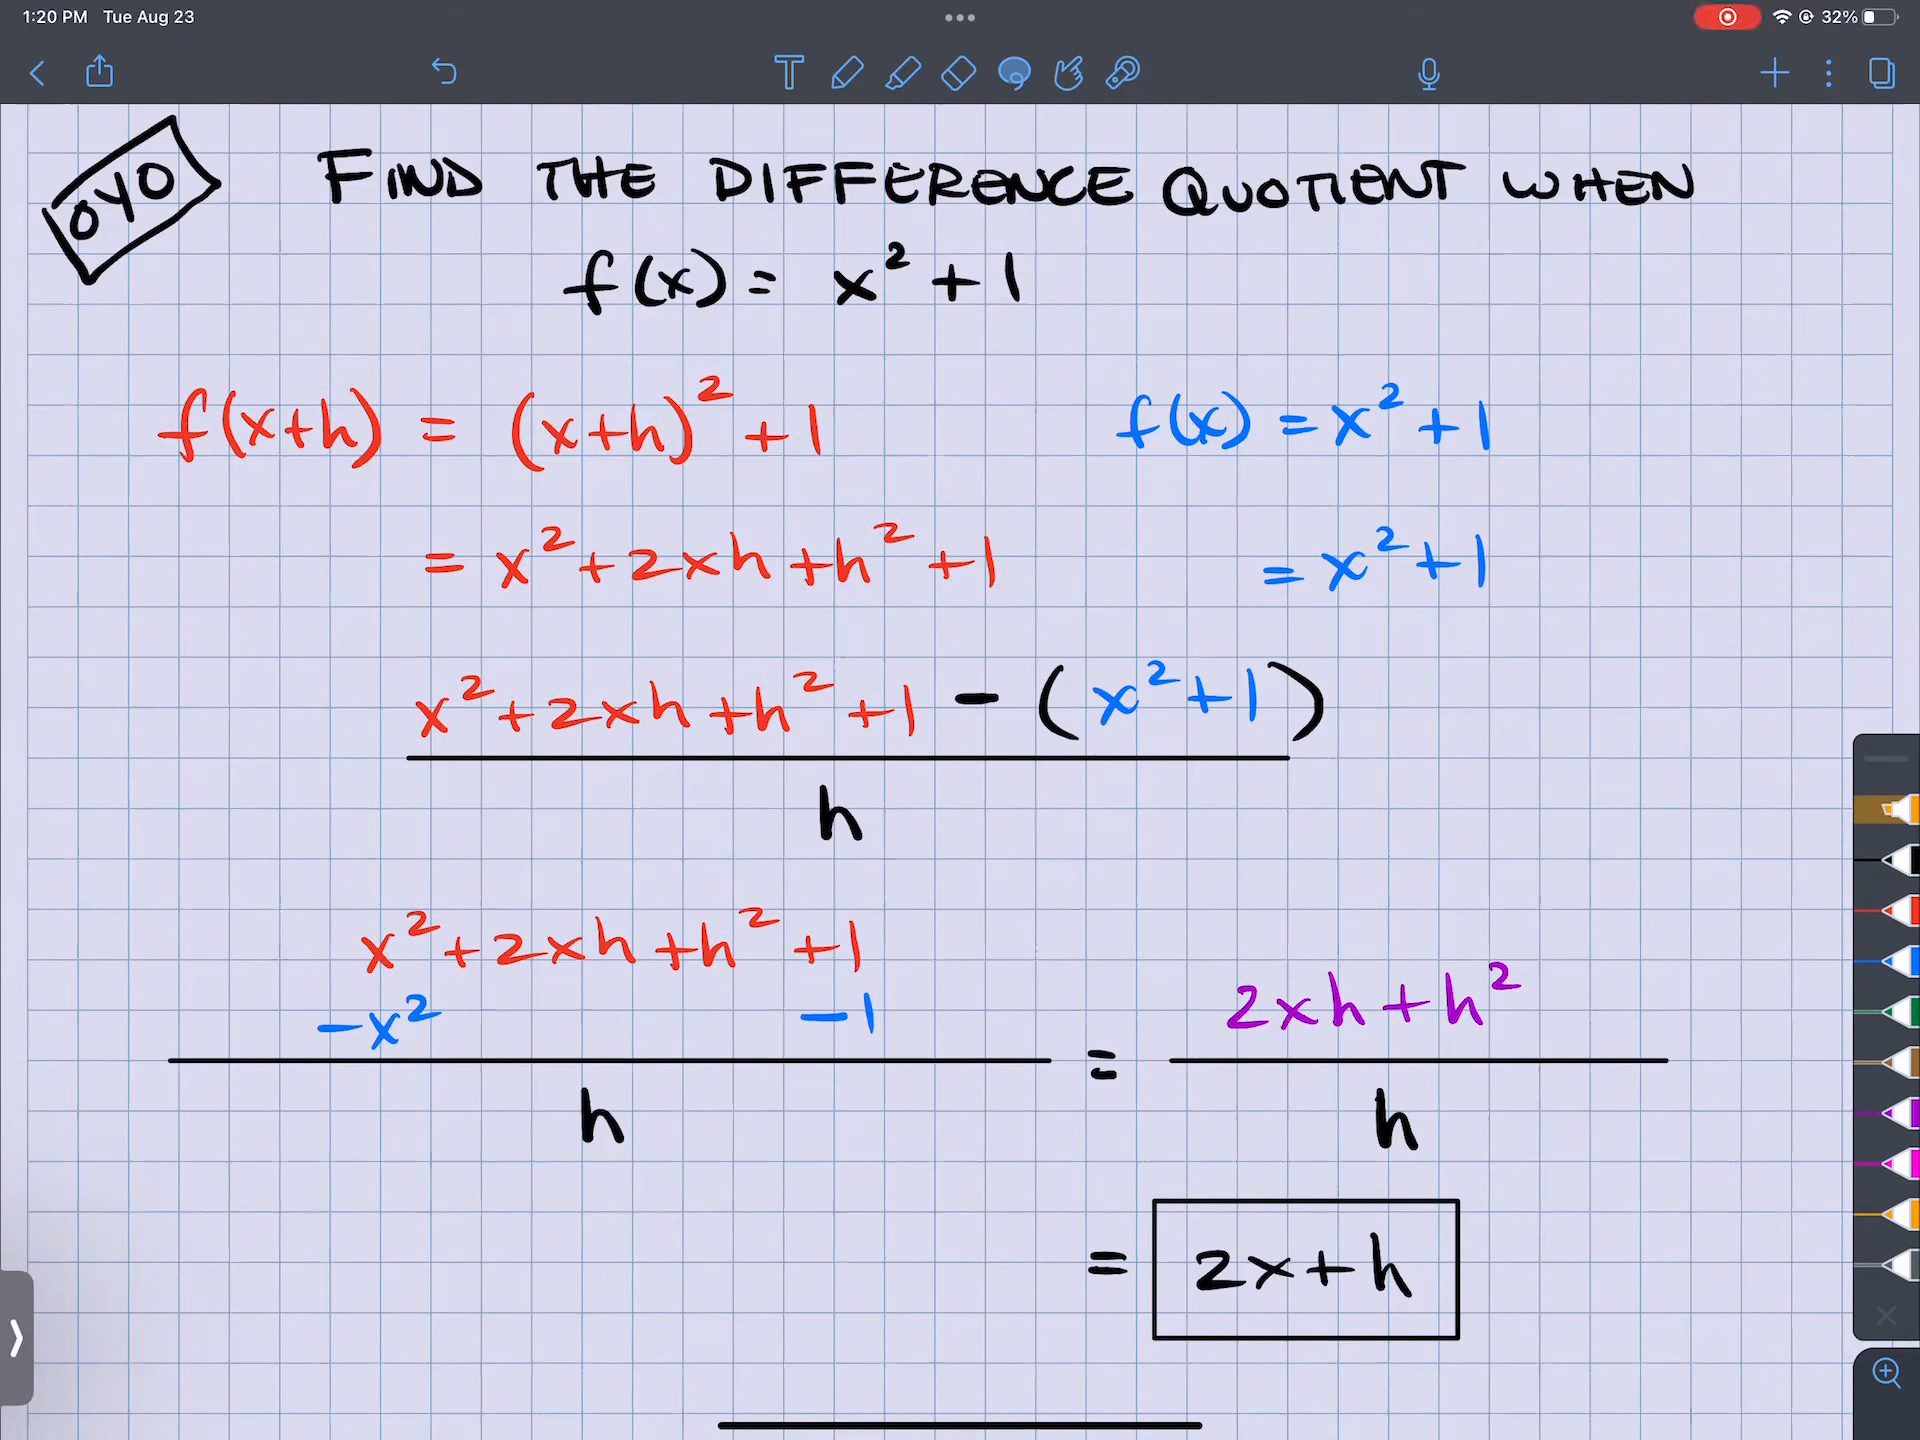 1:20 PM Tue Aug 23
32%
OYO
FIND THE DIFFERENCE QUOTIENT WHEN
f(x) = x² + 1
f(x+h) = (x+h)² + 1
f(x) = x² + 1
= x² + 2xh + h² + 1
= x² + 1
x² + 2xh + h² + 1 - (x² + 1)
h
x² + 2xh + h² + 1
-x² -1
h
=
2xh + h²
h
= 2x + h